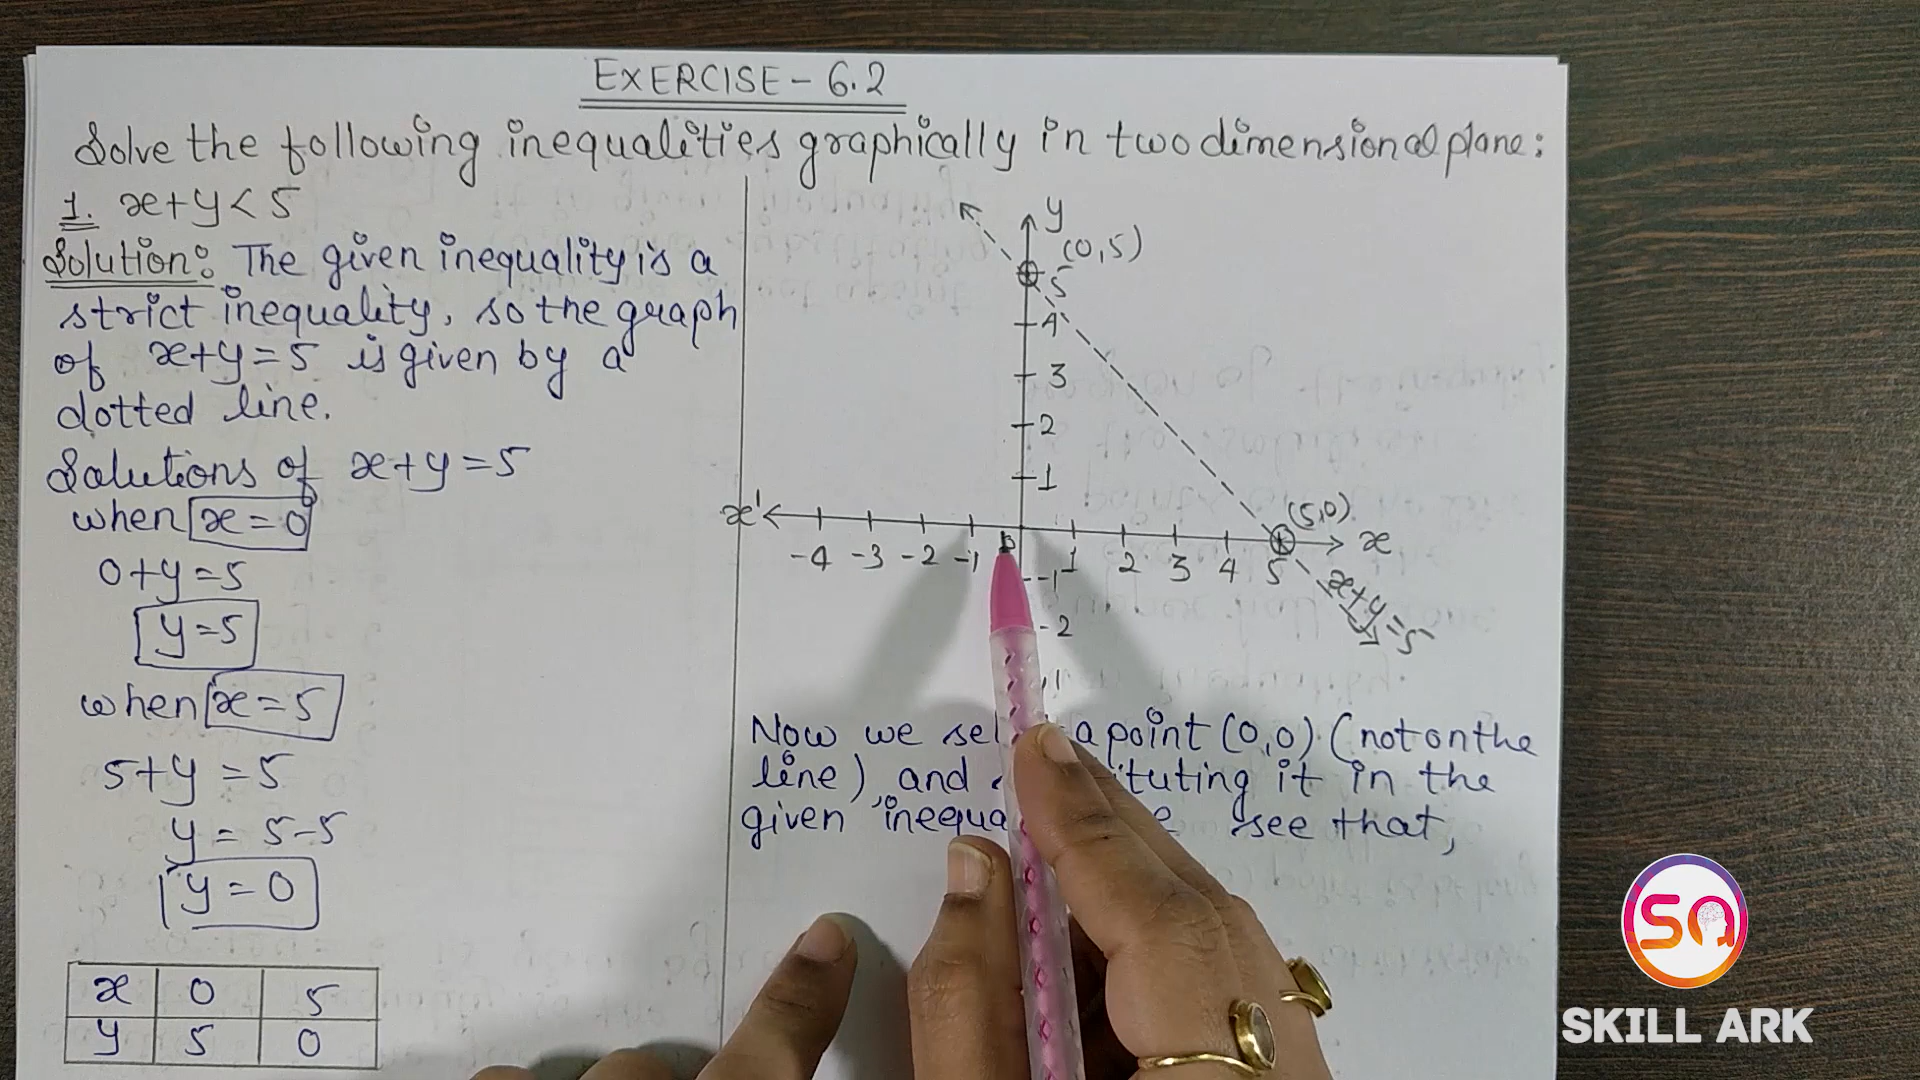 EXERCISE - 6.2
Solve the following inequalities graphically in two dimensional plane:
1. x+y<5
Solution: The given inequality is a
strict inequality, so the graph
of x+y=5 is given by a
dotted line.
Solutions of x+y=5
when x=0
0+y=5
y=5
when x=5
5+y=5
y=5-5
y=0
x 0 5
y 5 0
y
(0,5)
5
4
3
2
1
(5,0)
x' x
-4 -3 -2 -1 1 2 3 4 5
-1
-2
x+y=5
Now we a point (0,0) (not on the
line), and it in the
given see that,
SA
SKILL ARK